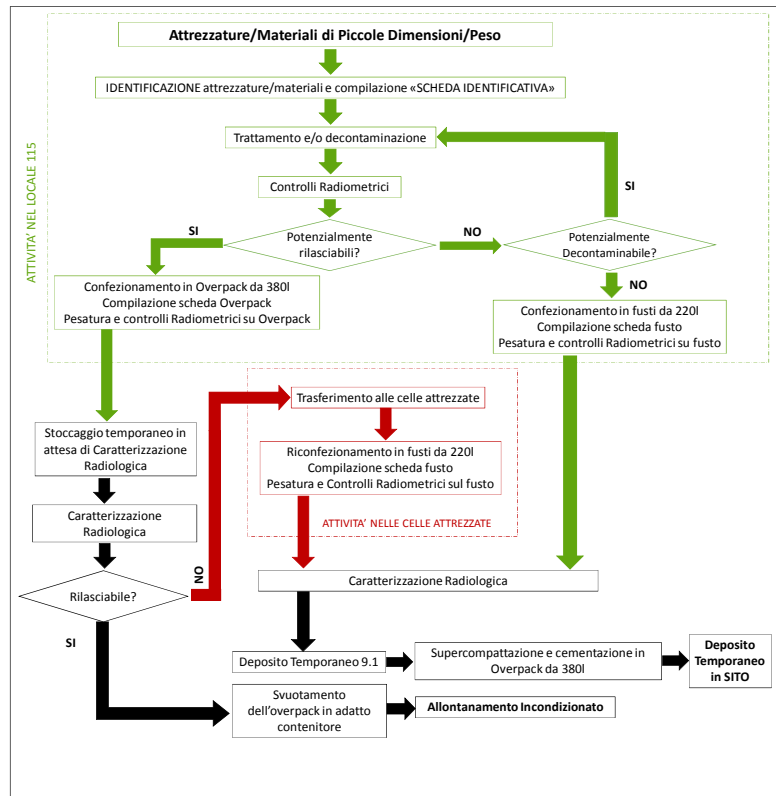 Attrezzature/Materiali di Piccole Dimensioni/Peso
IDENTIFICAZIONE attrezzature/materiali e compilazione «SCHEDA IDENTIFICATIVA»
Trattamento e/o decontaminazione
Controlli Radiometrici
SI
SI
NO
Potenzialmente
rilasciabili?
Potenzialmente
Decontaminabile?
NO
ATTIVITA' NEL LOCALE 115
Confezionamento in Overpack da 380l
Compilazione scheda Overpack
Pesatura e controlli Radiometrici su Overpack
Confezionamento in fusti da 220l
Compilazione scheda fusto
Pesatura e controlli Radiometrici su fusto
Trasferimento alle celle attrezzate
Stoccaggio temporaneo in
attesa di Caratterizzazione
Radiologica
Riconfezionamento in fusti da 220l
Compilazione scheda fusto
Pesatura e Controlli Radiometrici sul fusto
ATTIVITA' NELLE CELLE ATTREZZATE
Caratterizzazione
Radiologica
Rilasciabile?
NO
SI
Caratterizzazione Radiologica
Deposito Temporaneo 9.1
Supercompattazione e cementazione in
Overpack da 380l
Deposito
Temporaneo
in SITO
Svuotamento
dell'overpack in adatto
contenitore
Allontanamento Incondizionato